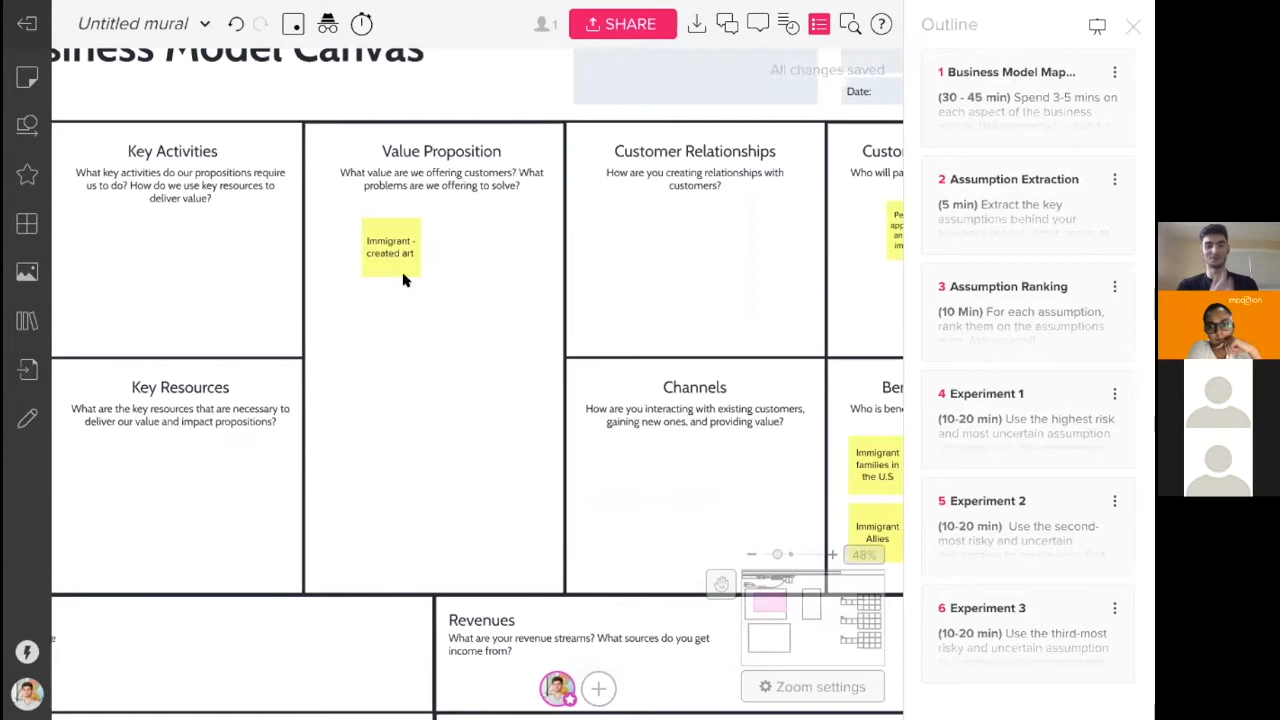 Untitled mural
1
SHARE
siness Model Canvas
All changes saved
Date:
Key Activities
What key activities do our propositions require
us to do? How do we use key resources to
deliver value?
Value Proposition
What value are we offering customers? What
problems are we offering to solve?
Immigrant -
created art
Customer Relationships
How are you creating relationships with
customers?
Custo
Who will pa
Pe
app
an
im
Key Resources
What are the key resources that are necessary to
deliver our value and impact propositions?
Channels
How are you interacting with existing customers,
gaining new ones, and providing value?
Ber
Who is bene
Immigrant
families in
the U.S
Immigrant
Allies
48%
Revenues
What are your revenue streams? What sources do you get
income from?
Zoom settings
Outline
1 Business Model Map...
(30 - 45 min) Spend 3-5 mins on
each aspect of the business
2 Assumption Extraction
(5 min) Extract the key
assumptions behind your
3 Assumption Ranking
(10 Min) For each assumption,
rank them on the assumptions
4 Experiment 1
(10-20 min) Use the highest risk
and most uncertain assumption
5 Experiment 2
(10-20 min) Use the second-
most risky and uncertain
6 Experiment 3
(10-20 min) Use the third-most
risky and uncertain assumption